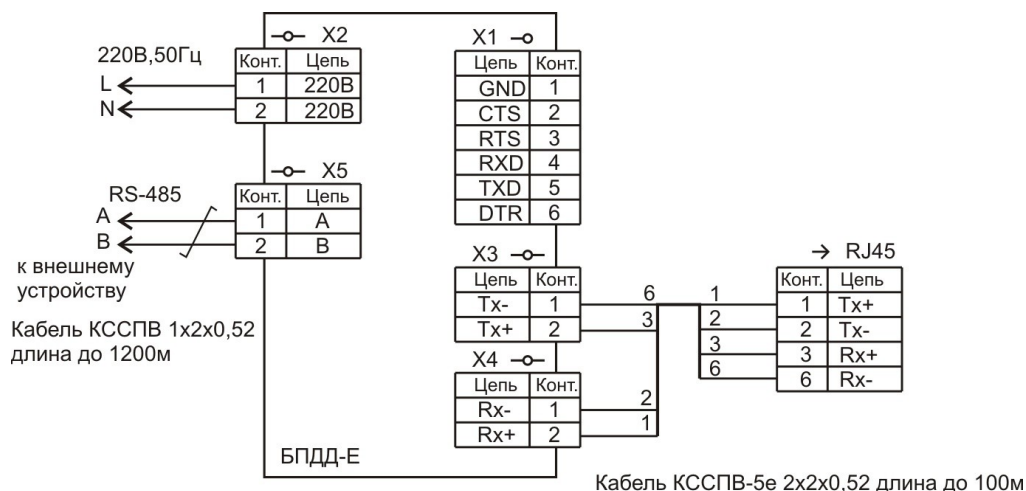 X2
220В,50Гц
Конт. Цепь
L 1 220В
N 2 220В
X1
Цепь Конт.
GND 1
CTS 2
RTS 3
RXD 4
TXD 5
DTR 6
X5
RS-485
Конт. Цепь
A 1 A
B 2 B
к внешнему
устройству
Кабель КССПВ 1х2х0,52
длина до 1200м
X3
Цепь Конт.
Tx- 1 6
Tx+ 2 3
X4
Цепь Конт.
Rx- 1 2
Rx+ 2 1
RJ45
Конт. Цепь
1 1 Tx+
2 2 Tx-
3 3 Rx+
6 6 Rx-
БПДД-Е
Кабель КССПВ-5е 2х2х0,52 длина до 100м